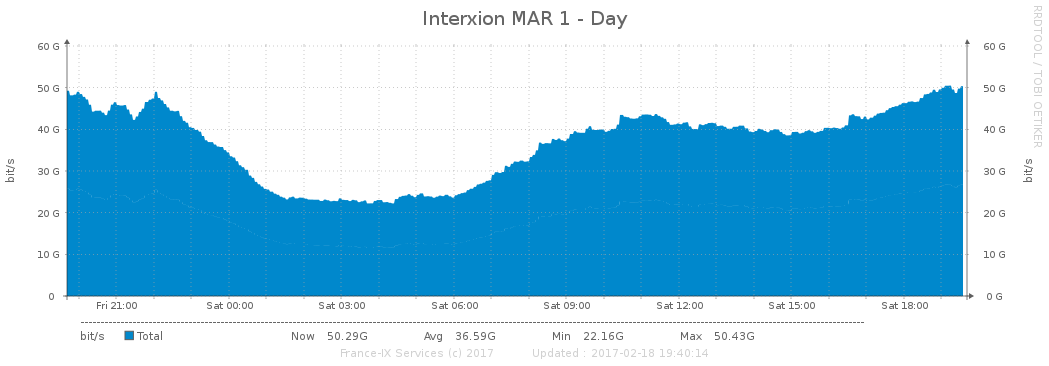 Interxion MAR 1 - Day
RRDTOOL / TOBI OETIKER
60 G 60 G
50 G 50 G
40 G 40 G
30 G 30 G
20 G 20 G
10 G 10 G
0 0 G
bit/s bit/s
Fri 21:00 Sat 00:00 Sat 03:00 Sat 06:00 Sat 09:00 Sat 12:00 Sat 15:00 Sat 18:00
bit/s Total Now 50.29G Avg 36.59G Min 22.16G Max 50.43G
France-IX Services (c) 2017 Updated : 2017-02-18 19:40:14